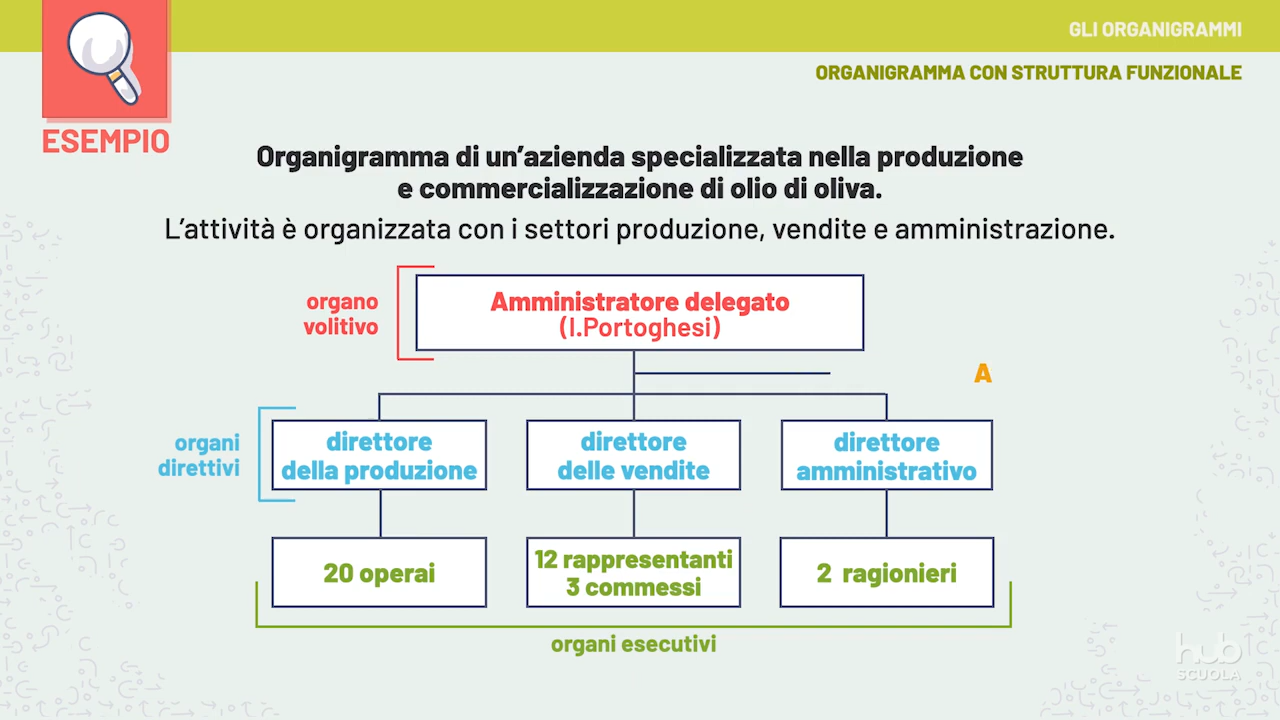 GLI ORGANIGRAMMI
ORGANIGRAMMA CON STRUTTURA FUNZIONALE
ESEMPIO
Organigramma di un'azienda specializzata nella produzione
e commercializzazione di olio di oliva.
L'attività è organizzata con i settori produzione, vendite e amministrazione.
organo
volitivo
Amministratore delegato
(I.Portoghesi)
A
organi
direttivi
direttore
della produzione
direttore
delle vendite
direttore
amministrativo
20 operai
12 rappresentanti
3 commessi
2 ragionieri
organi esecutivi
hub
SCUOLA